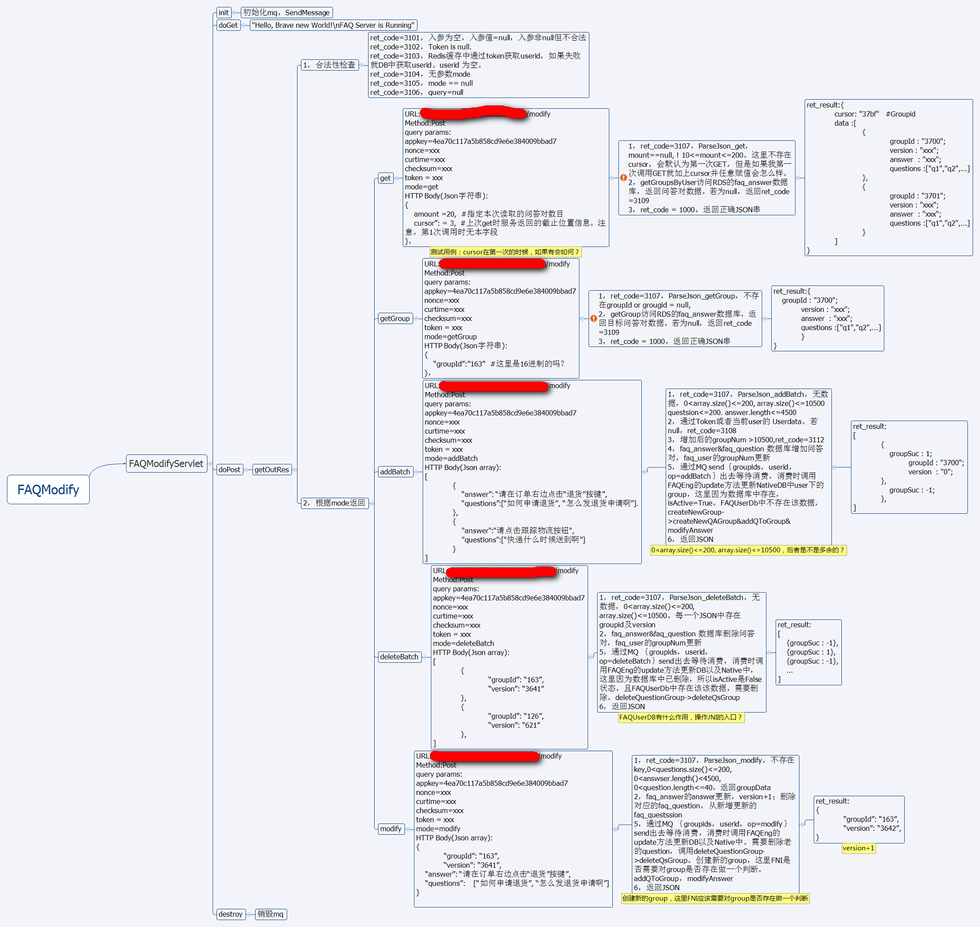 FAQModify
FAQModifyServlet
init
初始化mq，SendMessage
doGet
"Hello, Brave new World!\nFAQ Server is Running"
doPost
getOutRes
1，合法性检查
ret_code=3101，入参为空，入参值=null，入参非null但不合法
ret_code=3102，Token is null.
ret_code=3103，Redis缓存中通过token获取userid，如果失败
就DB中获取userid，userid 为空。
ret_code=3104，无参数mode
ret_code=3105，mode == null
ret_code=3106，query=null
2，根据mode返回
get
URL: /modify
Method:Post
query params:
appkey=4ea70c117a5b858cd9e6e384009bbad7
nonce=xxx
curtime=xxx
checksum=xxx
token = xxx
mode=get
HTTP Body(Json字符串):
{
amount =20, #指定本次读取的问答对数目
cursor" : = 3, #上次get时服务返回的截止位置信息，注
意，第1次调用时无本字段
},
测试用例：cursor在第一次的时候，如果有会如何？
1，ret_code=3107，ParseJson_get，
mount==null,！10<=mount<=200，这里不存在
cursor，会默认为第一次GET，但是如果我第一
次调用GET就加上cursor并任意赋值会怎么样。
2，getGroupsByUser访问RDS的faq_answer数据
库，返回问答对数据。若为null，返回ret_code
=3109
3，ret_code = 1000，返回正确JSON串
ret_result:{
cursor: "37bf" #Groupid
data :[
{
groupId : "3700";
version : "xxx";
answer : "xxx";
questions :["q1","q2",...]
},
{
groupId : "3701";
version : "xxx";
answer : "xxx";
questions :["q1","q2",...]
}
]
}
getGroup
URL: /modify
Method:Post
query params:
appkey=4ea70c117a5b858cd9e6e384009bbad7
nonce=xxx
curtime=xxx
checksum=xxx
token = xxx
mode=getGroup
HTTP Body(Json字符串):
{
"groupId":"163" #这里是16进制的吗?
},
1，ret_code=3107，ParseJson_getGroup，不存
在groupId or grougid = null,
2，getGroup访问RDS的faq_answer数据库，返
回目标问答对数据，若为null，返回ret_code
=3109
3，ret_code = 1000，返回正确JSON串
ret_result:{
groupId : "3700";
version : "xxx";
answer : "xxx";
questions :["q1","q2",...]
}
}
addBatch
URL: /modify
Method:Post
query params:
appkey=4ea70c117a5b858cd9e6e384009bbad7
nonce=xxx
curtime=xxx
checksum=xxx
token = xxx
mode=addBatch
HTTP Body(Json array):
[
{
"answer":"请在订单右边点击"退货"按键",
"questions":["如何申请退货", "怎么发退货申请啊"].
},
{
"answer":"请点击跟踪物流按钮",
"questions":["快递什么时候送到啊"]
}
]
1，ret_code=3107，ParseJson_addBatch，无数
据，0<array.size()<=200, array.size()<=10500
questsion<=200. answer.length<=4500
2，通过Token或者当前user的 Userdata。若
null，ret_code=3108
3，增加后的groupNum >10500,ret_code=3112
4，faq_answer&faq_question 数据库增加问答
对，faq_user的groupNum更新
5，通过MQ send｛groupids，userid，
op=addBatch ｝出去等待消费，消费时调用
FAQEng的update方法更新NativeDB中user下的
group，这里因为数据库中存在，
isActive=True。FAQUserDb中不存在该数据，
createNewGroup-
>createNewQAGroup&addQToGroup&
modifyAnswer
6，返回JSON
0<array.size()<=200, array.size()<=10500，后者是不是多余的？
ret_result:
[
{
groupSuc : 1;
groupId : "3700";
version : "0";
},
groupSuc : -1;
]
deleteBatch
URL: /modify
Method:Post
query params:
appkey=4ea70c117a5b858cd9e6e384009bbad7
nonce=xxx
curtime=xxx
checksum=xxx
token = xxx
mode=deleteBatch
HTTP Body(Json array):
[
{
"groupId": "163",
"version": "3641"
},
{
"groupId": "126",
"version": "621"
},
]
1，ret_code=3107，ParseJson_deleteBatch，无
数据，0<array.size()<=200,
array.size()<=10500，每一个JSON中存在
groupid及version
2，faq_answer&faq_question 数据库删除问答
对，faq_user的groupNum更新
5，通过MQ｛groupids，userid，
op=deleteBatch｝send出去等待消费，消费时调
用FAQEng的update方法更新DB以及Native中，
这里因为数据库中已删除，所以isActive是False
状态，且FAQUserDb中存在该该数据，需要删
除。deleteQuestionGroup->deleteQsGroup
6，返回JSON
FAQUserDB有什么作用，操作JNI的入口？
ret_result:
[
{groupSuc : -1},
{groupSuc : 1},
{groupSuc : -1},
...
]
modify
URL: /modify
Method:Post
query params:
appkey=4ea70c117a5b858cd9e6e384009bbad7
nonce=xxx
curtime=xxx
checksum=xxx
token = xxx
mode=modify
HTTP Body(Json array):
{
"groupId": "163",
"version": "3641",
"answer": "请在订单右边点击"退货"按键",
"questions": ["如何申请退货", "怎么发退货申请啊"]
}
1，ret_code=3107，ParseJson_modify，不存在
key,0<questions.size()<=200,
0<answser.length()<4500,
0<question.length<=40，返回groupData
2，faq_answer的answer更新，version+1；删除
对应的faq_question，从新增更新的
faq_questssion
5，通过MQ｛groupids，userid，op=modify｝
send出去等待消费，消费时调用FAQEng的
update方法更新DB以及Native中。需要删除老
的question，调用deleteQuestionGroup-
>deleteQsGroup。创建新的group，这里FNI是
否需要对group是否存在做一个判断。
addQToGroup，modifyAnswer
6，返回JSON
创建新的group，这里FNI应该需要对group是否存在做一个判断
ret_result:
{
"groupId": "163",
"version": "3642",
}
version+1
destroy
销毁mq